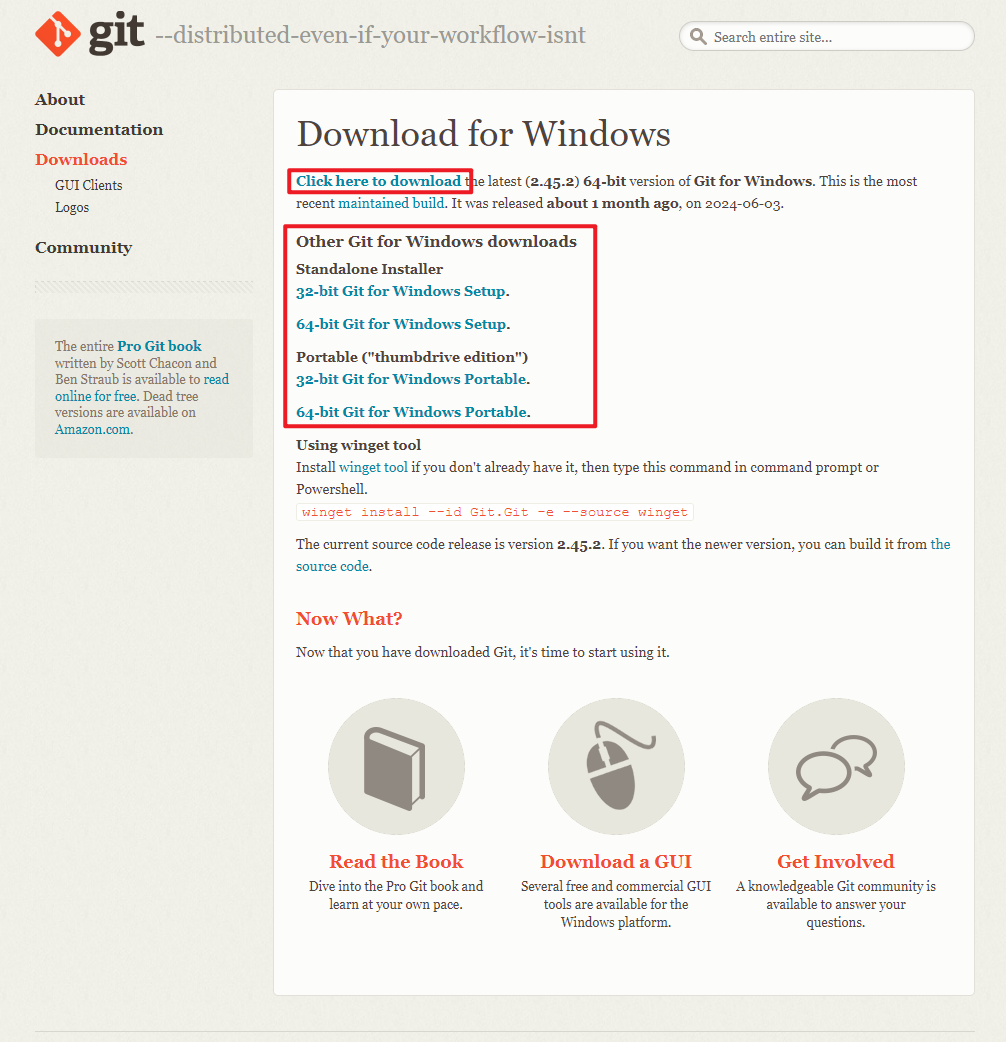 git --distributed-even-if-your-workflow-isnt
Search entire site...
About
Documentation
Downloads
GUI Clients
Logos
Community
The entire Pro Git book
written by Scott Chacon and
Ben Straub is available to read
online for free. Dead tree
versions are available on
Amazon.com.
Download for Windows
Click here to download the latest (2.45.2) 64-bit version of Git for Windows. This is the most
recent maintained build. It was released about 1 month ago, on 2024-06-03.
Other Git for Windows downloads
Standalone Installer
32-bit Git for Windows Setup.
64-bit Git for Windows Setup.
Portable ("thumbdrive edition")
32-bit Git for Windows Portable.
64-bit Git for Windows Portable.
Using winget tool
Install winget tool if you don't already have it, then type this command in command prompt or
Powershell.
winget install --id Git.Git -e --source winget
The current source code release is version 2.45.2. If you want the newer version, you can build it from the
source code.
Now What?
Now that you have downloaded Git, it's time to start using it.
Read the Book
Dive into the Pro Git book and
learn at your own pace.
Download a GUI
Several free and commercial GUI
tools are available for the
Windows platform.
Get Involved
A knowledgeable Git community is
available to answer your
questions.